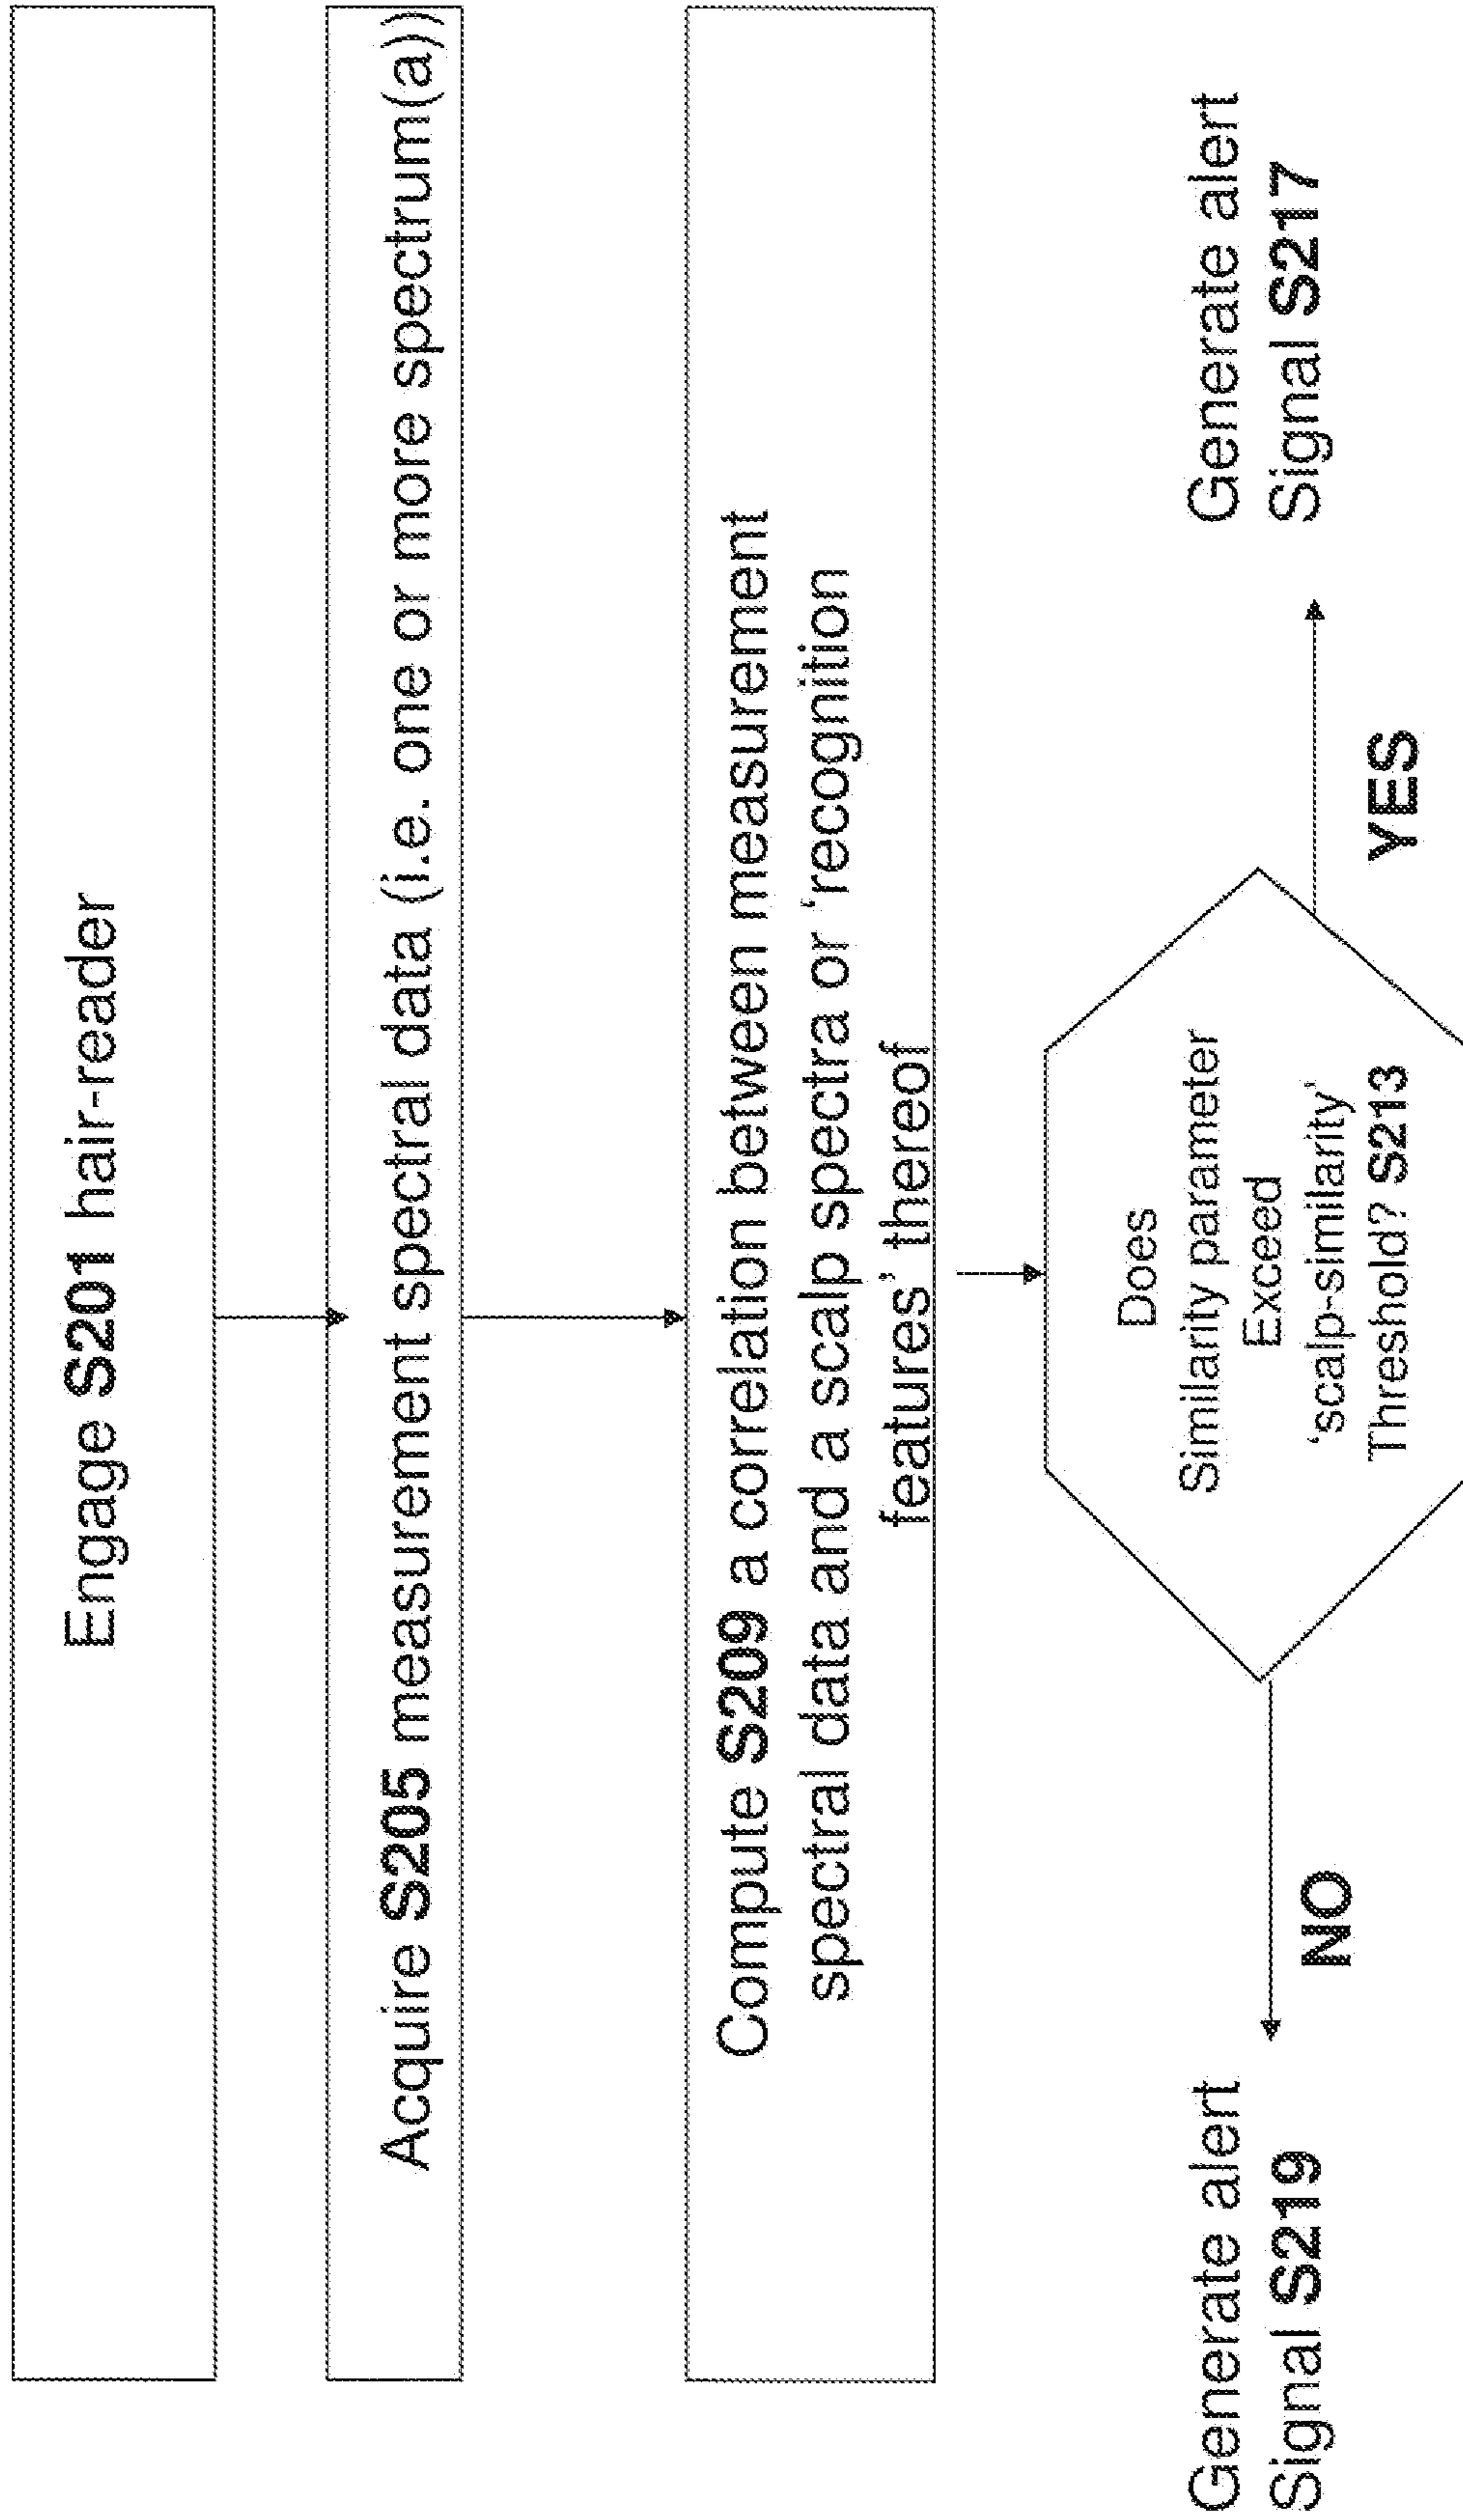 Engage S201 hair-reader
Acquire S205 measurement spectral data (i.e. one or more spectrum(a))
Compute S209 a correlation between measurement
spectral data and a scalp spectra or 'recognition
features' thereof
Does
Similarity parameter
Exceed
'scalp-similarity'
Threshold? S213
NO
YES
Generate alert
Signal S219
Generate alert
Signal S217